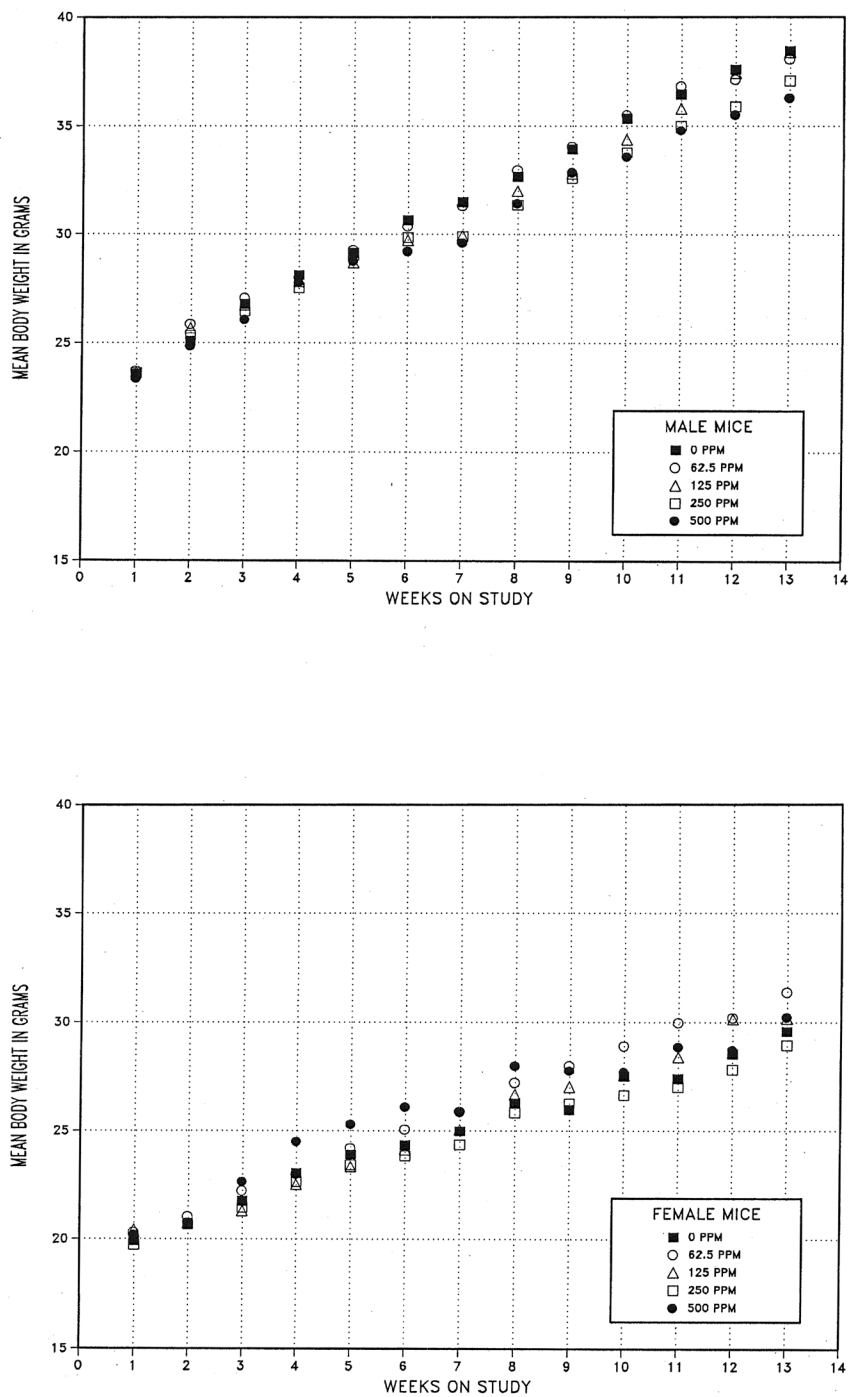 40
35
30
25
20
15
MEAN BODY WEIGHT IN GRAMS
MALE MICE
0 PPM
62.5 PPM
125 PPM
250 PPM
500 PPM
0 1 2 3 4 5 6 7 8 9 10 11 12 13 14
WEEKS ON STUDY
40
35
30
25
20
15
MEAN BODY WEIGHT IN GRAMS
FEMALE MICE
0 PPM
62.5 PPM
125 PPM
250 PPM
500 PPM
0 1 2 3 4 5 6 7 8 9 10 11 12 13 14
WEEKS ON STUDY